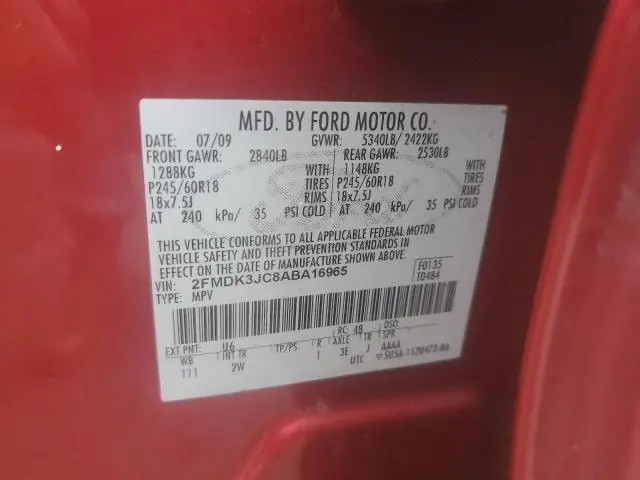 MFD. BY FORD MOTOR CO.
DATE: 07/09 GVWR: 5340LB/2422KG
FRONT GAWR: 2840LB REAR GAWR: 2530LB
1288KG WITH 1148KG WITH
P245/60R18 TIRES P245/60R18 TIRES
18x7.5J RIMS 18x7.5J RIMS
AT 240 kPa/ 35 PSI COLD AT 240 kPa/ 35 PSI COLD
THIS VEHICLE CONFORMS TO ALL APPLICABLE FEDERAL MOTOR
VEHICLE SAFETY AND THEFT PREVENTION STANDARDS IN
EFFECT ON THE DATE OF MANUFACTURE SHOWN ABOVE.
VIN: 2FMDK3JC8ABA16965 F0135
TYPE: MPV T0484
EXT PNT: U6 RC: 48 DSO:
WB INT TR TP/PS R AXLE TR SPR
111 2W I 3E J AAAA
UTC